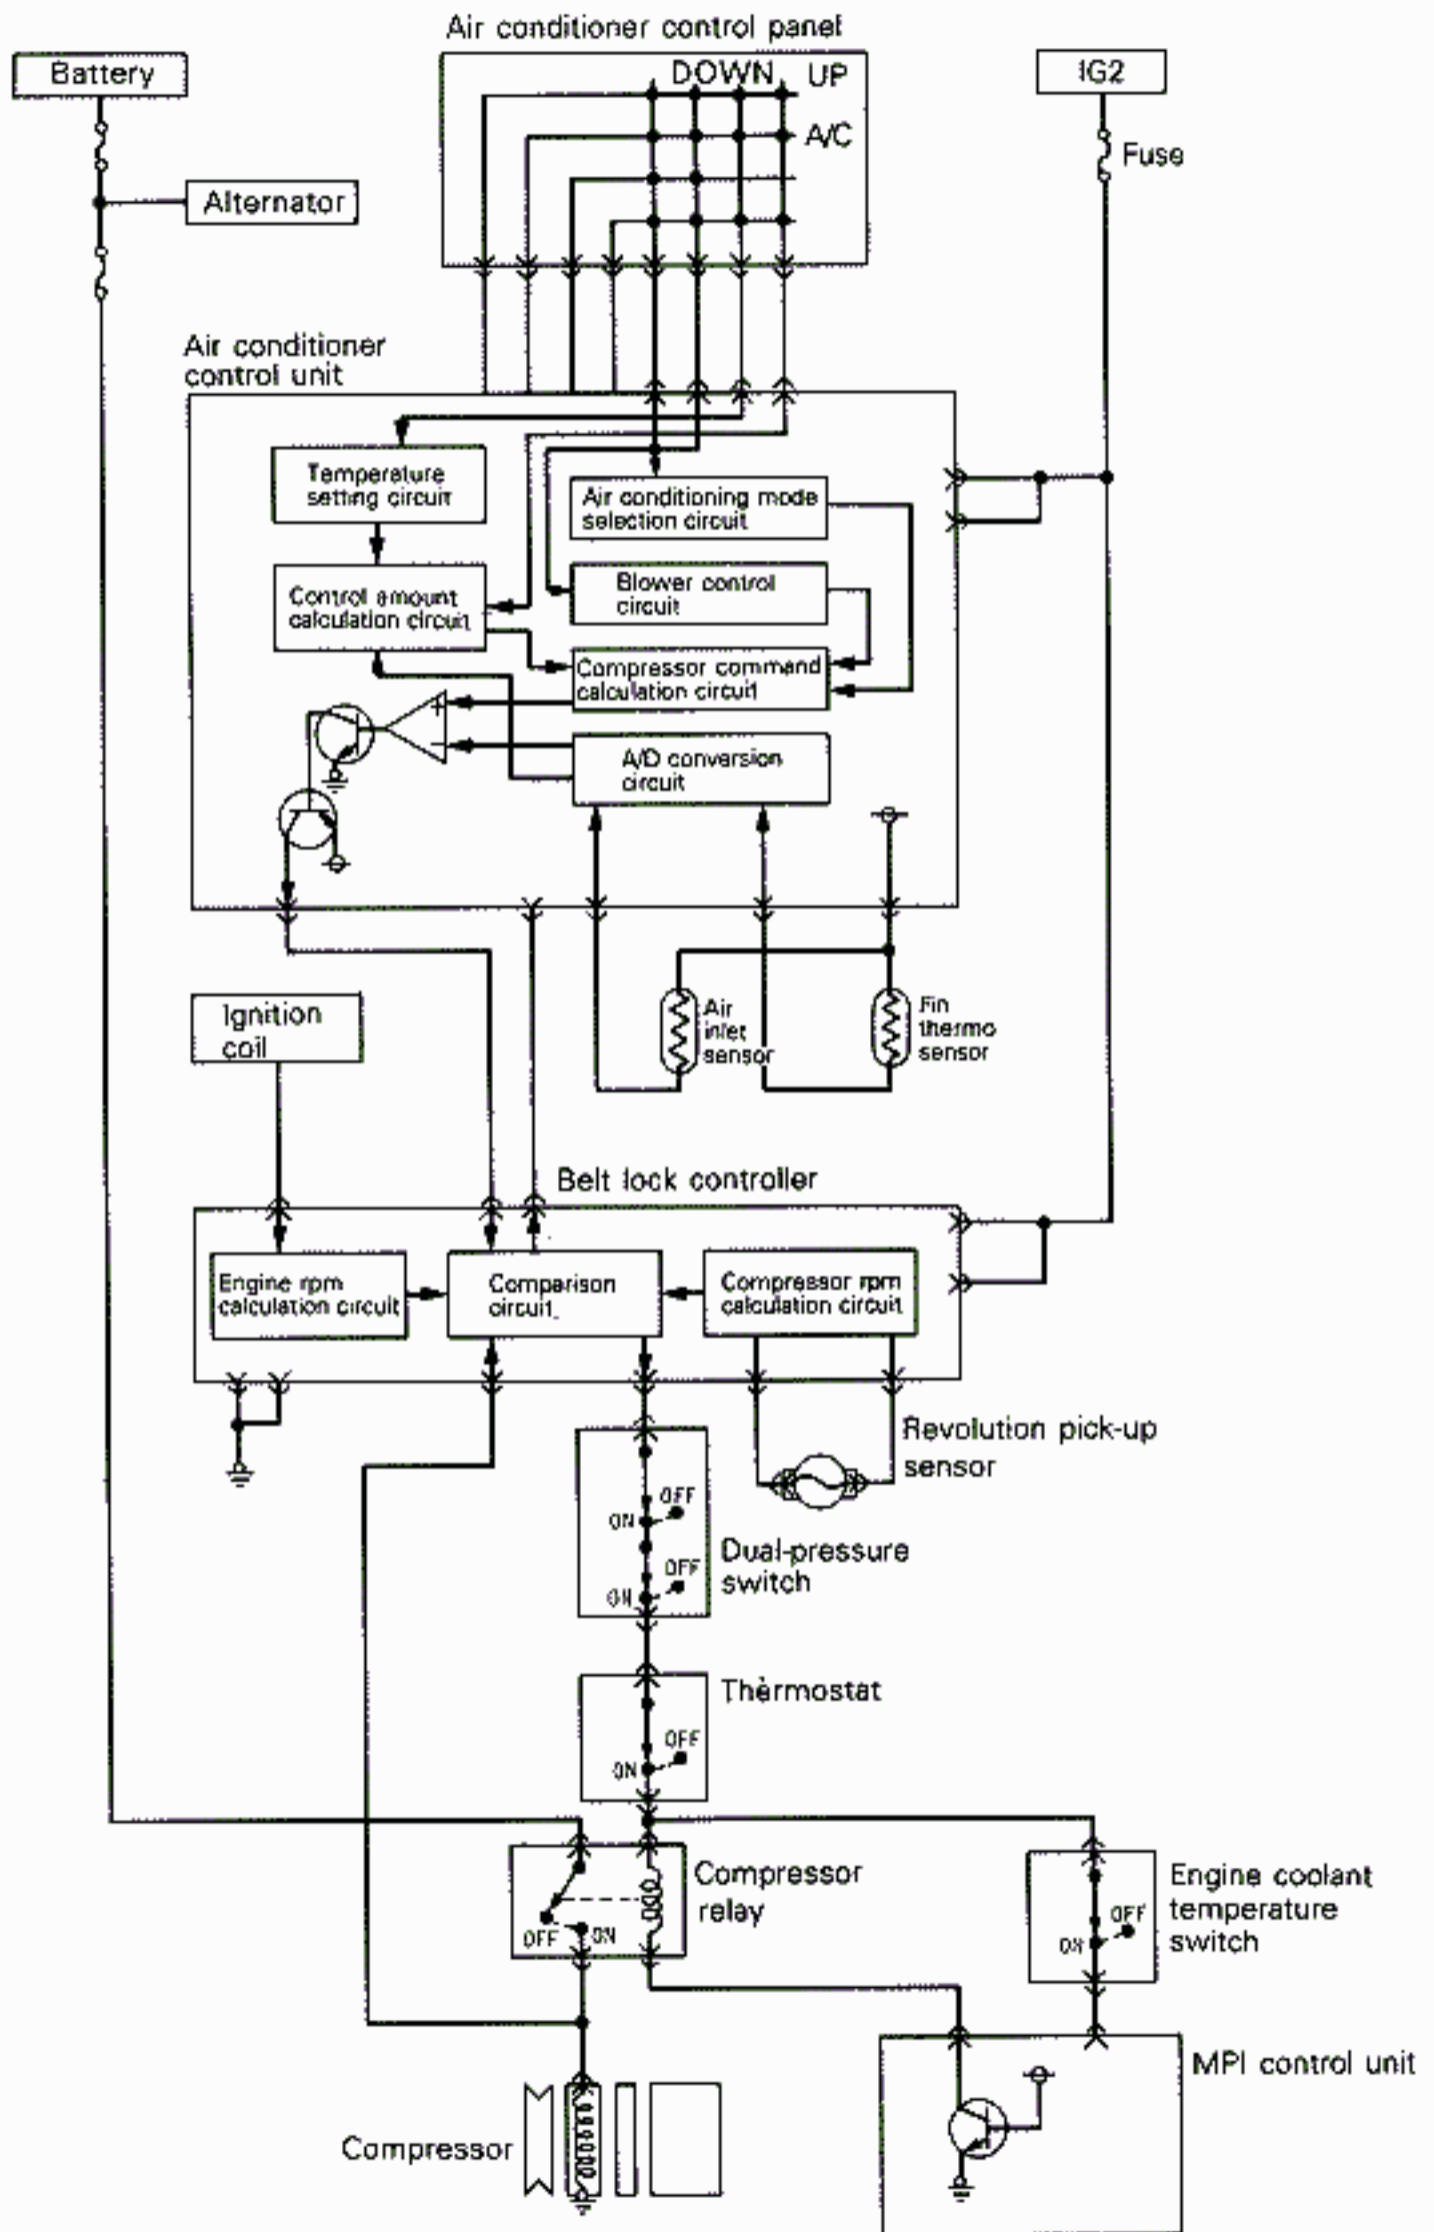 Air conditioner control panel
Battery
DOWN
UP
IG2
A/C
Fuse
Alternator
Air conditioner
control unit
Temperature
setting circuit
Air conditioning mode
selection circuit
Control amount
calculation circuit
Blower control
circuit
Compressor command
calculation circuit
+
−
A/D conversion
circuit
Ignition
coil
Air
inlet
sensor
Fin
thermo
sensor
Belt lock controller
Engine rpm
calculation circuit
Comparison
circuit
Compressor rpm
calculation circuit
Revolution pick-up
sensor
OFF
ON
OFF
ON
Dual-pressure
switch
Thermostat
OFF
ON
Compressor
relay
OFF
ON
Engine coolant
temperature
switch
OFF
ON
MPI control unit
Compressor